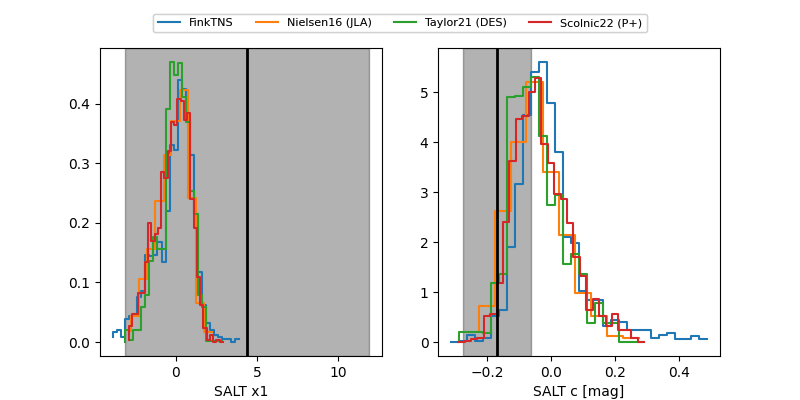 FinkTNS Nielsen16 (JLA) Taylor21 (DES) Scolnic22 (P+)
0.4
0.3
0.2
0.1
0.0
0 5 10
SALT x1
5
4
3
2
1
0
−0.2 0.0 0.2 0.4
SALT c [mag]